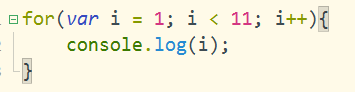 for(var i = 1; i < 11; i++){
    console.log(i);
}